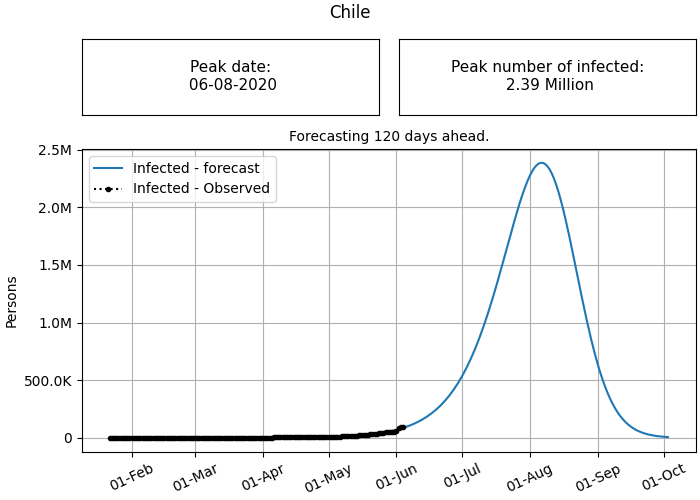 Chile
Peak date:
06-08-2020
Peak number of infected:
2.39 Million
Forecasting 120 days ahead.
Infected - forecast
Infected - Observed
Persons
2.5M
2.0M
1.5M
1.0M
500.0K
0
01-Feb
01-Mar
01-Apr
01-May
01-Jun
01-Jul
01-Aug
01-Sep
01-Oct